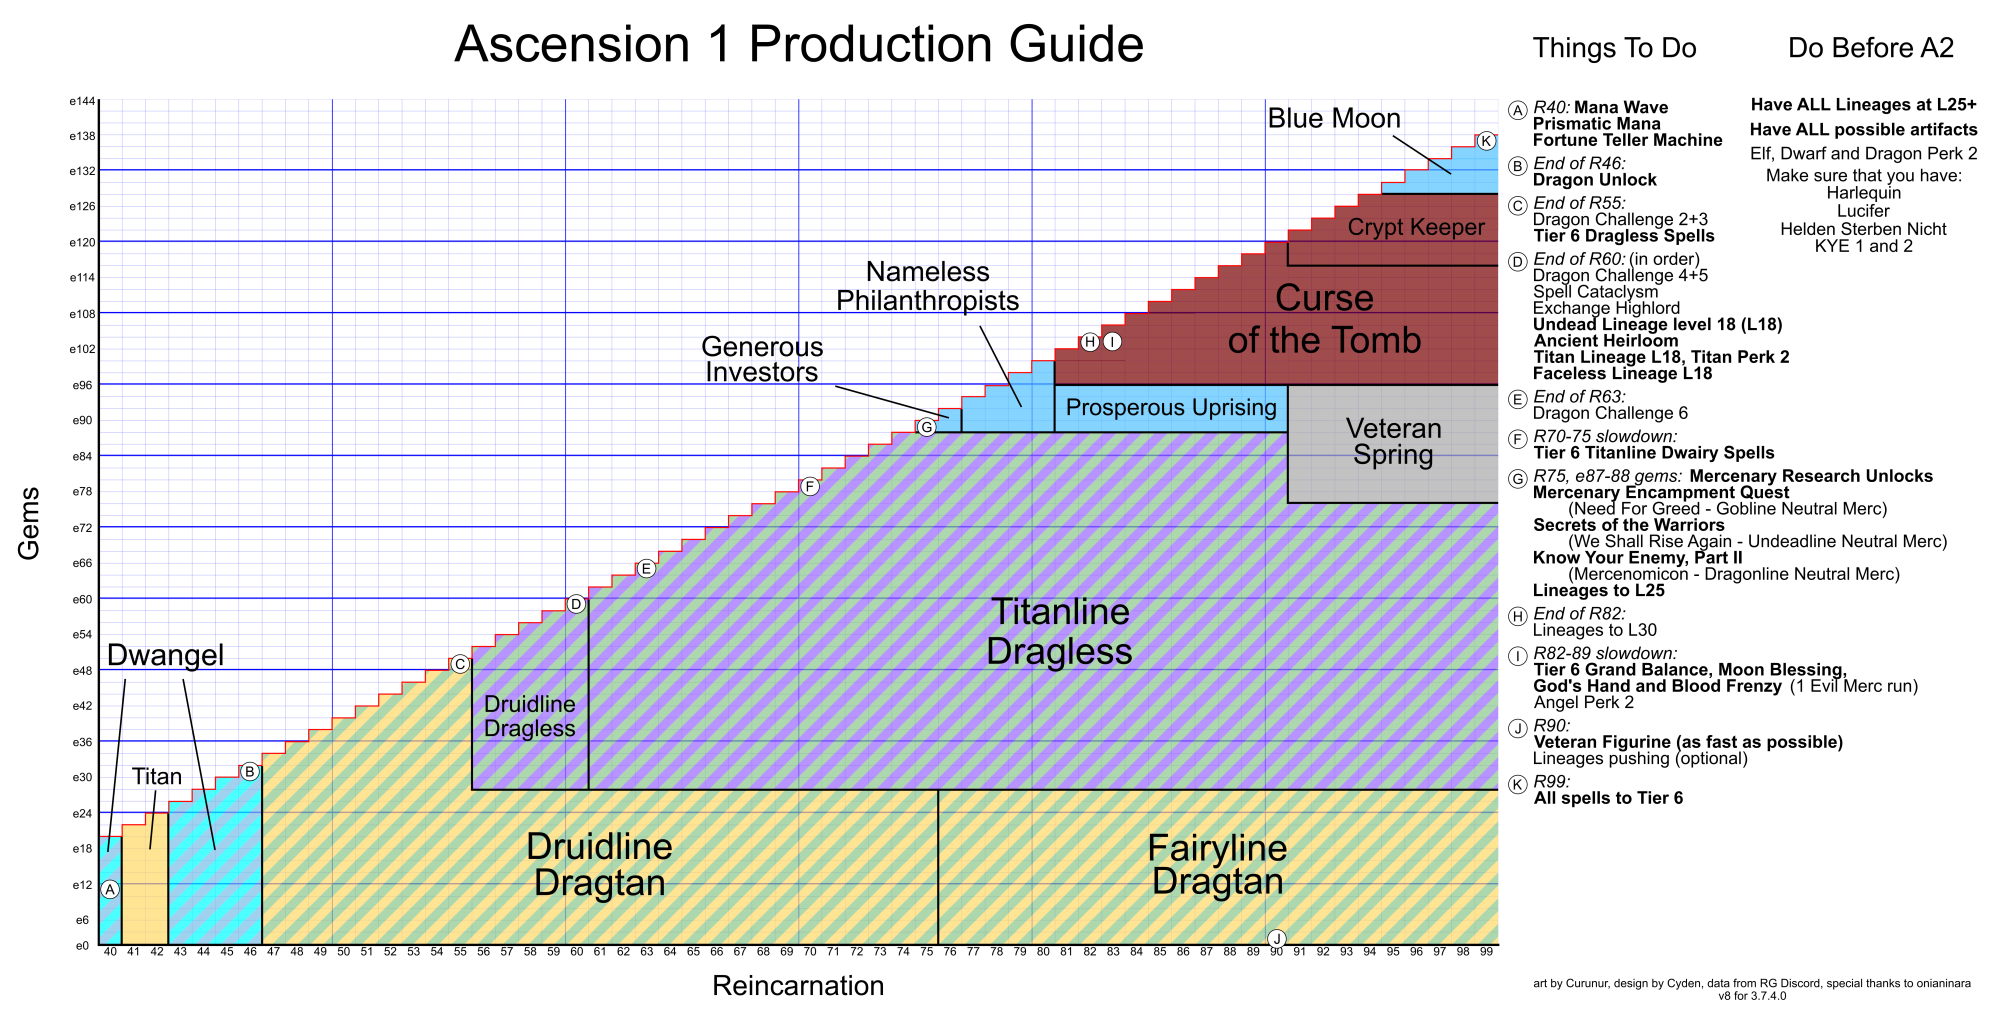 Ascension 1 Production Guide
Things To Do
Do Before A2
Gems
e144
e138
e132
e126
e120
e114
e108
e102
e96
e90
e84
e78
e72
e66
e60
e54
e48
e42
e36
e30
e24
e18
e12
e6
e0
Blue Moon
K
Crypt Keeper
Nameless
Philanthropists
Curse
of the Tomb
H
I
Generous
Investors
Prosperous Uprising
Veteran
Spring
G
F
E
D
Titanline
Dragless
Dwangel
C
Druidline
Dragless
Titan
B
A
Druidline
Dragtan
Fairyline
Dragtan
J
40 41 42 43 44 45 46 47 48 49 50 51 52 53 54 55 56 57 58 59 60 61 62 63 64 65 66 67 68 69 70 71 72 73 74 75 76 77 78 79 80 81 82 83 84 85 86 87 88 89 90 91 92 93 94 95 96 97 98 99
Reincarnation
A R40: Mana Wave
Prismatic Mana
Fortune Teller Machine
B End of R46:
Dragon Unlock
C End of R55:
Dragon Challenge 2+3
Tier 6 Dragless Spells
D End of R60: (in order)
Dragon Challenge 4+5
Spell Cataclysm
Exchange Highlord
Undead Lineage level 18 (L18)
Ancient Heirloom
Titan Lineage L18, Titan Perk 2
Faceless Lineage L18
E End of R63:
Dragon Challenge 6
F R70-75 slowdown:
Tier 6 Titanline Dwairy Spells
G R75, e87-88 gems: Mercenary Research Unlocks
Mercenary Encampment Quest
(Need For Greed - Gobline Neutral Merc)
Secrets of the Warriors
(We Shall Rise Again - Undeadline Neutral Merc)
Know Your Enemy, Part II
(Mercenomicon - Dragonline Neutral Merc)
Lineages to L25
H End of R82:
Lineages to L30
I R82-89 slowdown:
Tier 6 Grand Balance, Moon Blessing,
God's Hand and Blood Frenzy (1 Evil Merc run)
Angel Perk 2
J R90:
Veteran Figurine (as fast as possible)
Lineages pushing (optional)
K R99:
All spells to Tier 6
Have ALL Lineages at L25+
Have ALL possible artifacts
Elf, Dwarf and Dragon Perk 2
Make sure that you have:
Harlequin
Lucifer
Helden Sterben Nicht
KYE 1 and 2
art by Curunur, design by Cyden, data from RG Discord, special thanks to onianinara
v8 for 3.7.4.0